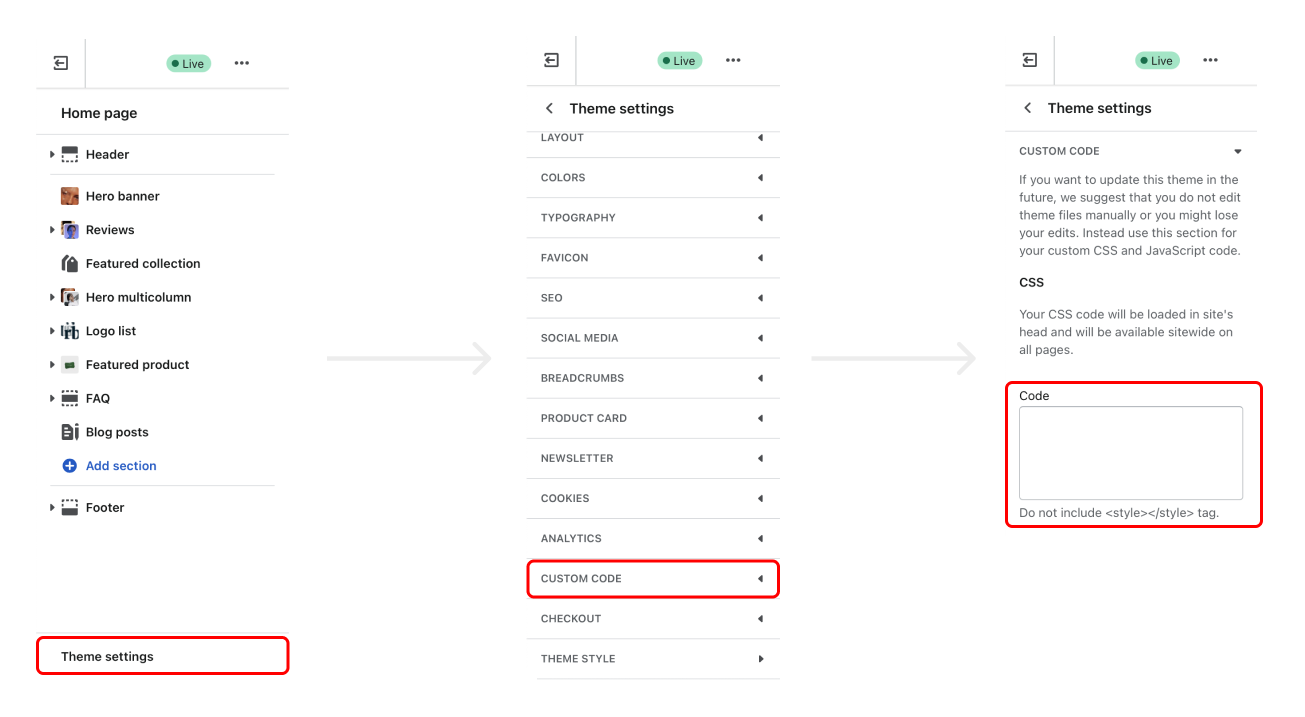 Live
Home page
Header
Hero banner
Reviews
Featured collection
Hero multicolumn
Logo list
Featured product
FAQ
Blog posts
Add section
Footer
Theme settings
Live
Theme settings
LAYOUT
COLORS
TYPOGRAPHY
FAVICON
SEO
SOCIAL MEDIA
BREADCRUMBS
PRODUCT CARD
NEWSLETTER
COOKIES
ANALYTICS
CUSTOM CODE
CHECKOUT
THEME STYLE
Live
Theme settings
CUSTOM CODE
If you want to update this theme in the
future, we suggest that you do not edit
theme files manually or you might lose
your edits. Instead use this section for
your custom CSS and JavaScript code.
CSS
Your CSS code will be loaded in site's
head and will be available sitewide on
all pages.
Code
Do not include <style></style> tag.